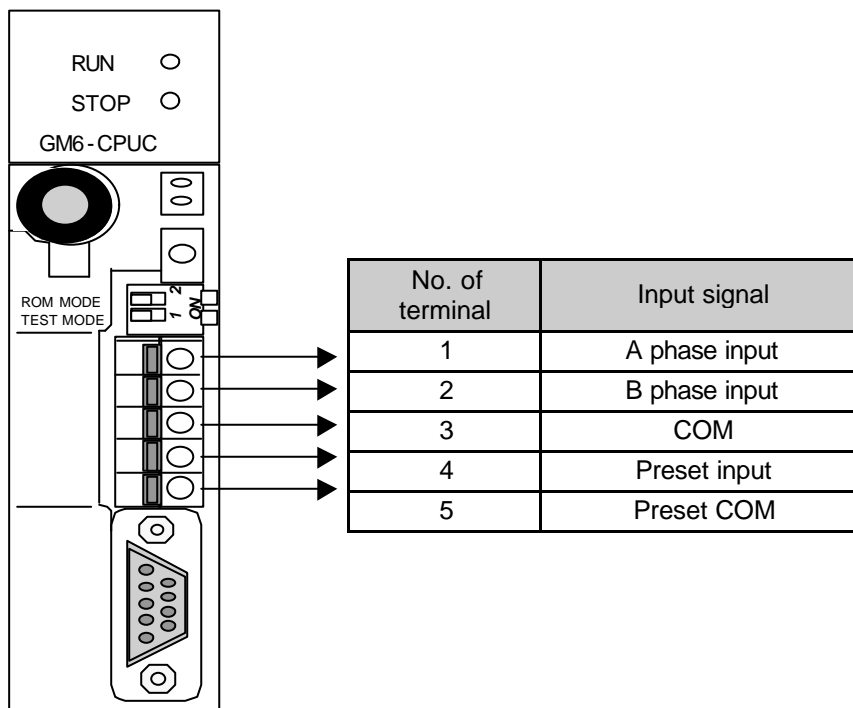 RUN
STOP
GM6-CPUC
ROM MODE
TEST MODE
2
1
ON
No. of terminal Input signal
1 A phase input
2 B phase input
3 COM
4 Preset input
5 Preset COM